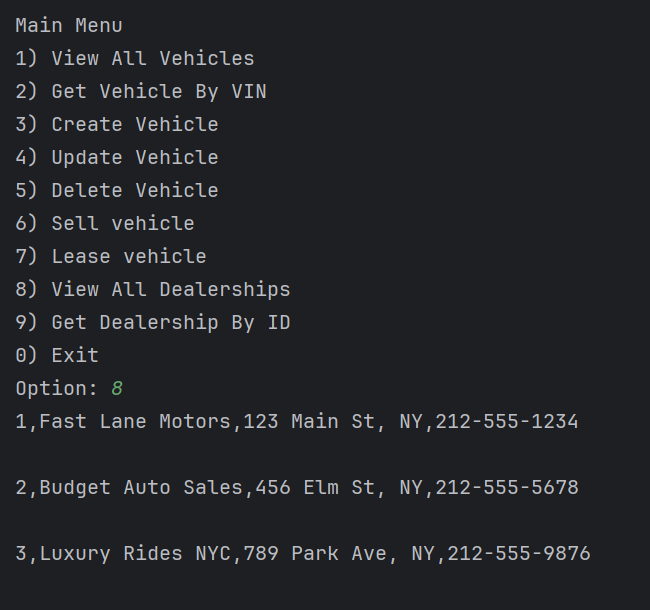 Main Menu
1) View All Vehicles
2) Get Vehicle By VIN
3) Create Vehicle
4) Update Vehicle
5) Delete Vehicle
6) Sell vehicle
7) Lease vehicle
8) View All Dealerships
9) Get Dealership By ID
0) Exit
Option: 8
1,Fast Lane Motors,123 Main St, NY,212-555-1234
2,Budget Auto Sales,456 Elm St, NY,212-555-5678
3,Luxury Rides NYC,789 Park Ave, NY,212-555-9876